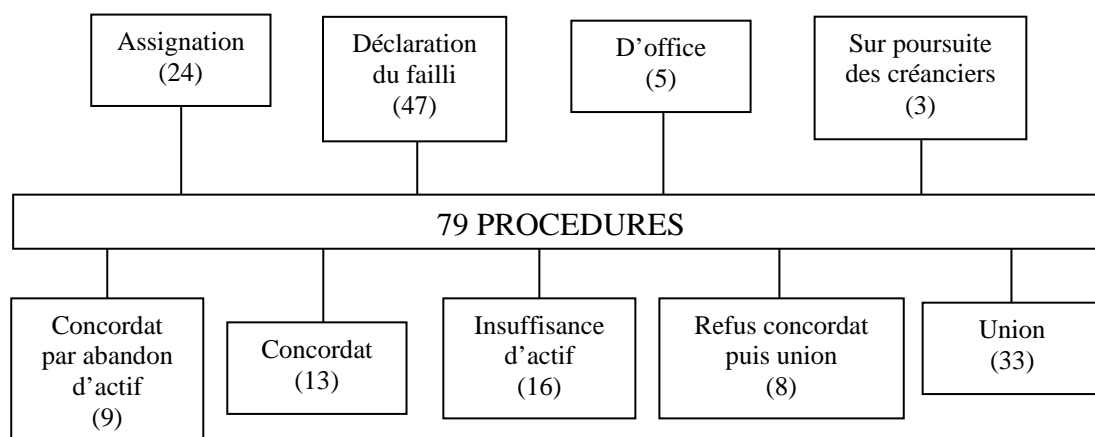 Assignation
(24)
Déclaration
du failli
(47)
D’office
(5)
Sur poursuite
des créanciers
(3)
79 PROCEDURES
Concordat
par abandon
d’actif
(9)
Concordat
(13)
Insuffisance
d’actif
(16)
Refus concordat
puis union
(8)
Union
(33)